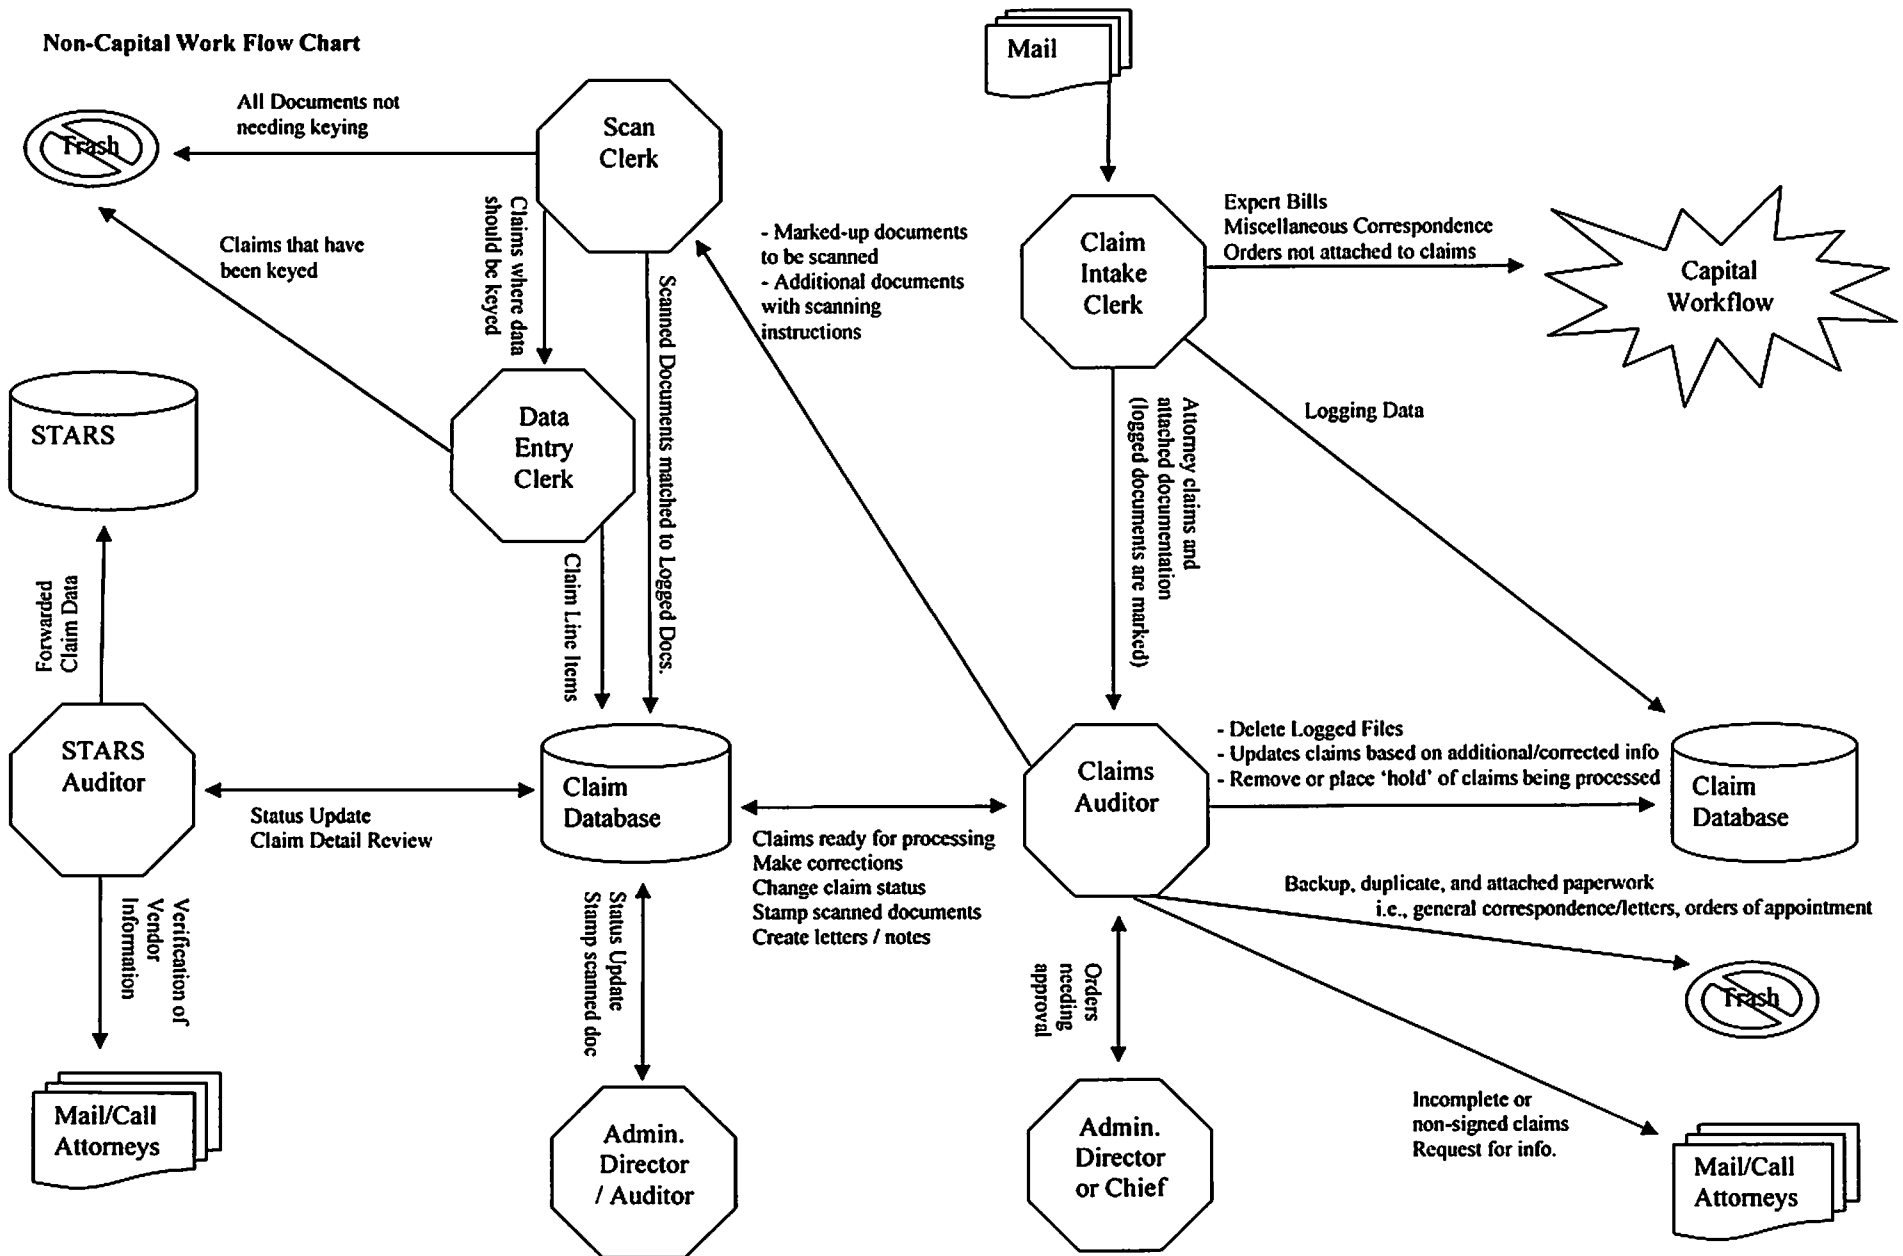 Non-Capital Work Flow Chart
Mail
All Documents not
needing keying
Trash
Scan
Clerk
Claims where data
should be keyed
Claims that have
been keyed
- Marked-up documents
to be scanned
- Additional documents
with scanning
instructions
Claim
Intake
Clerk
Expert Bills
Miscellaneous Correspondence
Orders not attached to claims
Capital
Workflow
Logging Data
STARS
Data
Entry
Clerk
Scanned Documents matched to Logged Docs.
Attorney claims and
attached documentation
(logged documents are marked)
Claim Line Items
Forwarded
Claim Data
STARS
Auditor
Status Update
Claim Detail Review
Claim
Database
Claims ready for processing
Make corrections
Change claim status
Stamp scanned documents
Create letters / notes
Claims
Auditor
- Delete Logged Files
- Updates claims based on additional/corrected info
- Remove or place ‘hold’ of claims being processed
Claim
Database
Backup, duplicate, and attached paperwork
i.e., general correspondence/letters, orders of appointment
Trash
Verification of
Vendor
Information
Status Update
Stamp scanned doc
Orders
needing
approval
Mail/Call
Attorneys
Admin.
Director
/ Auditor
Admin.
Director
or Chief
Incomplete or
non-signed claims
Request for info.
Mail/Call
Attorneys